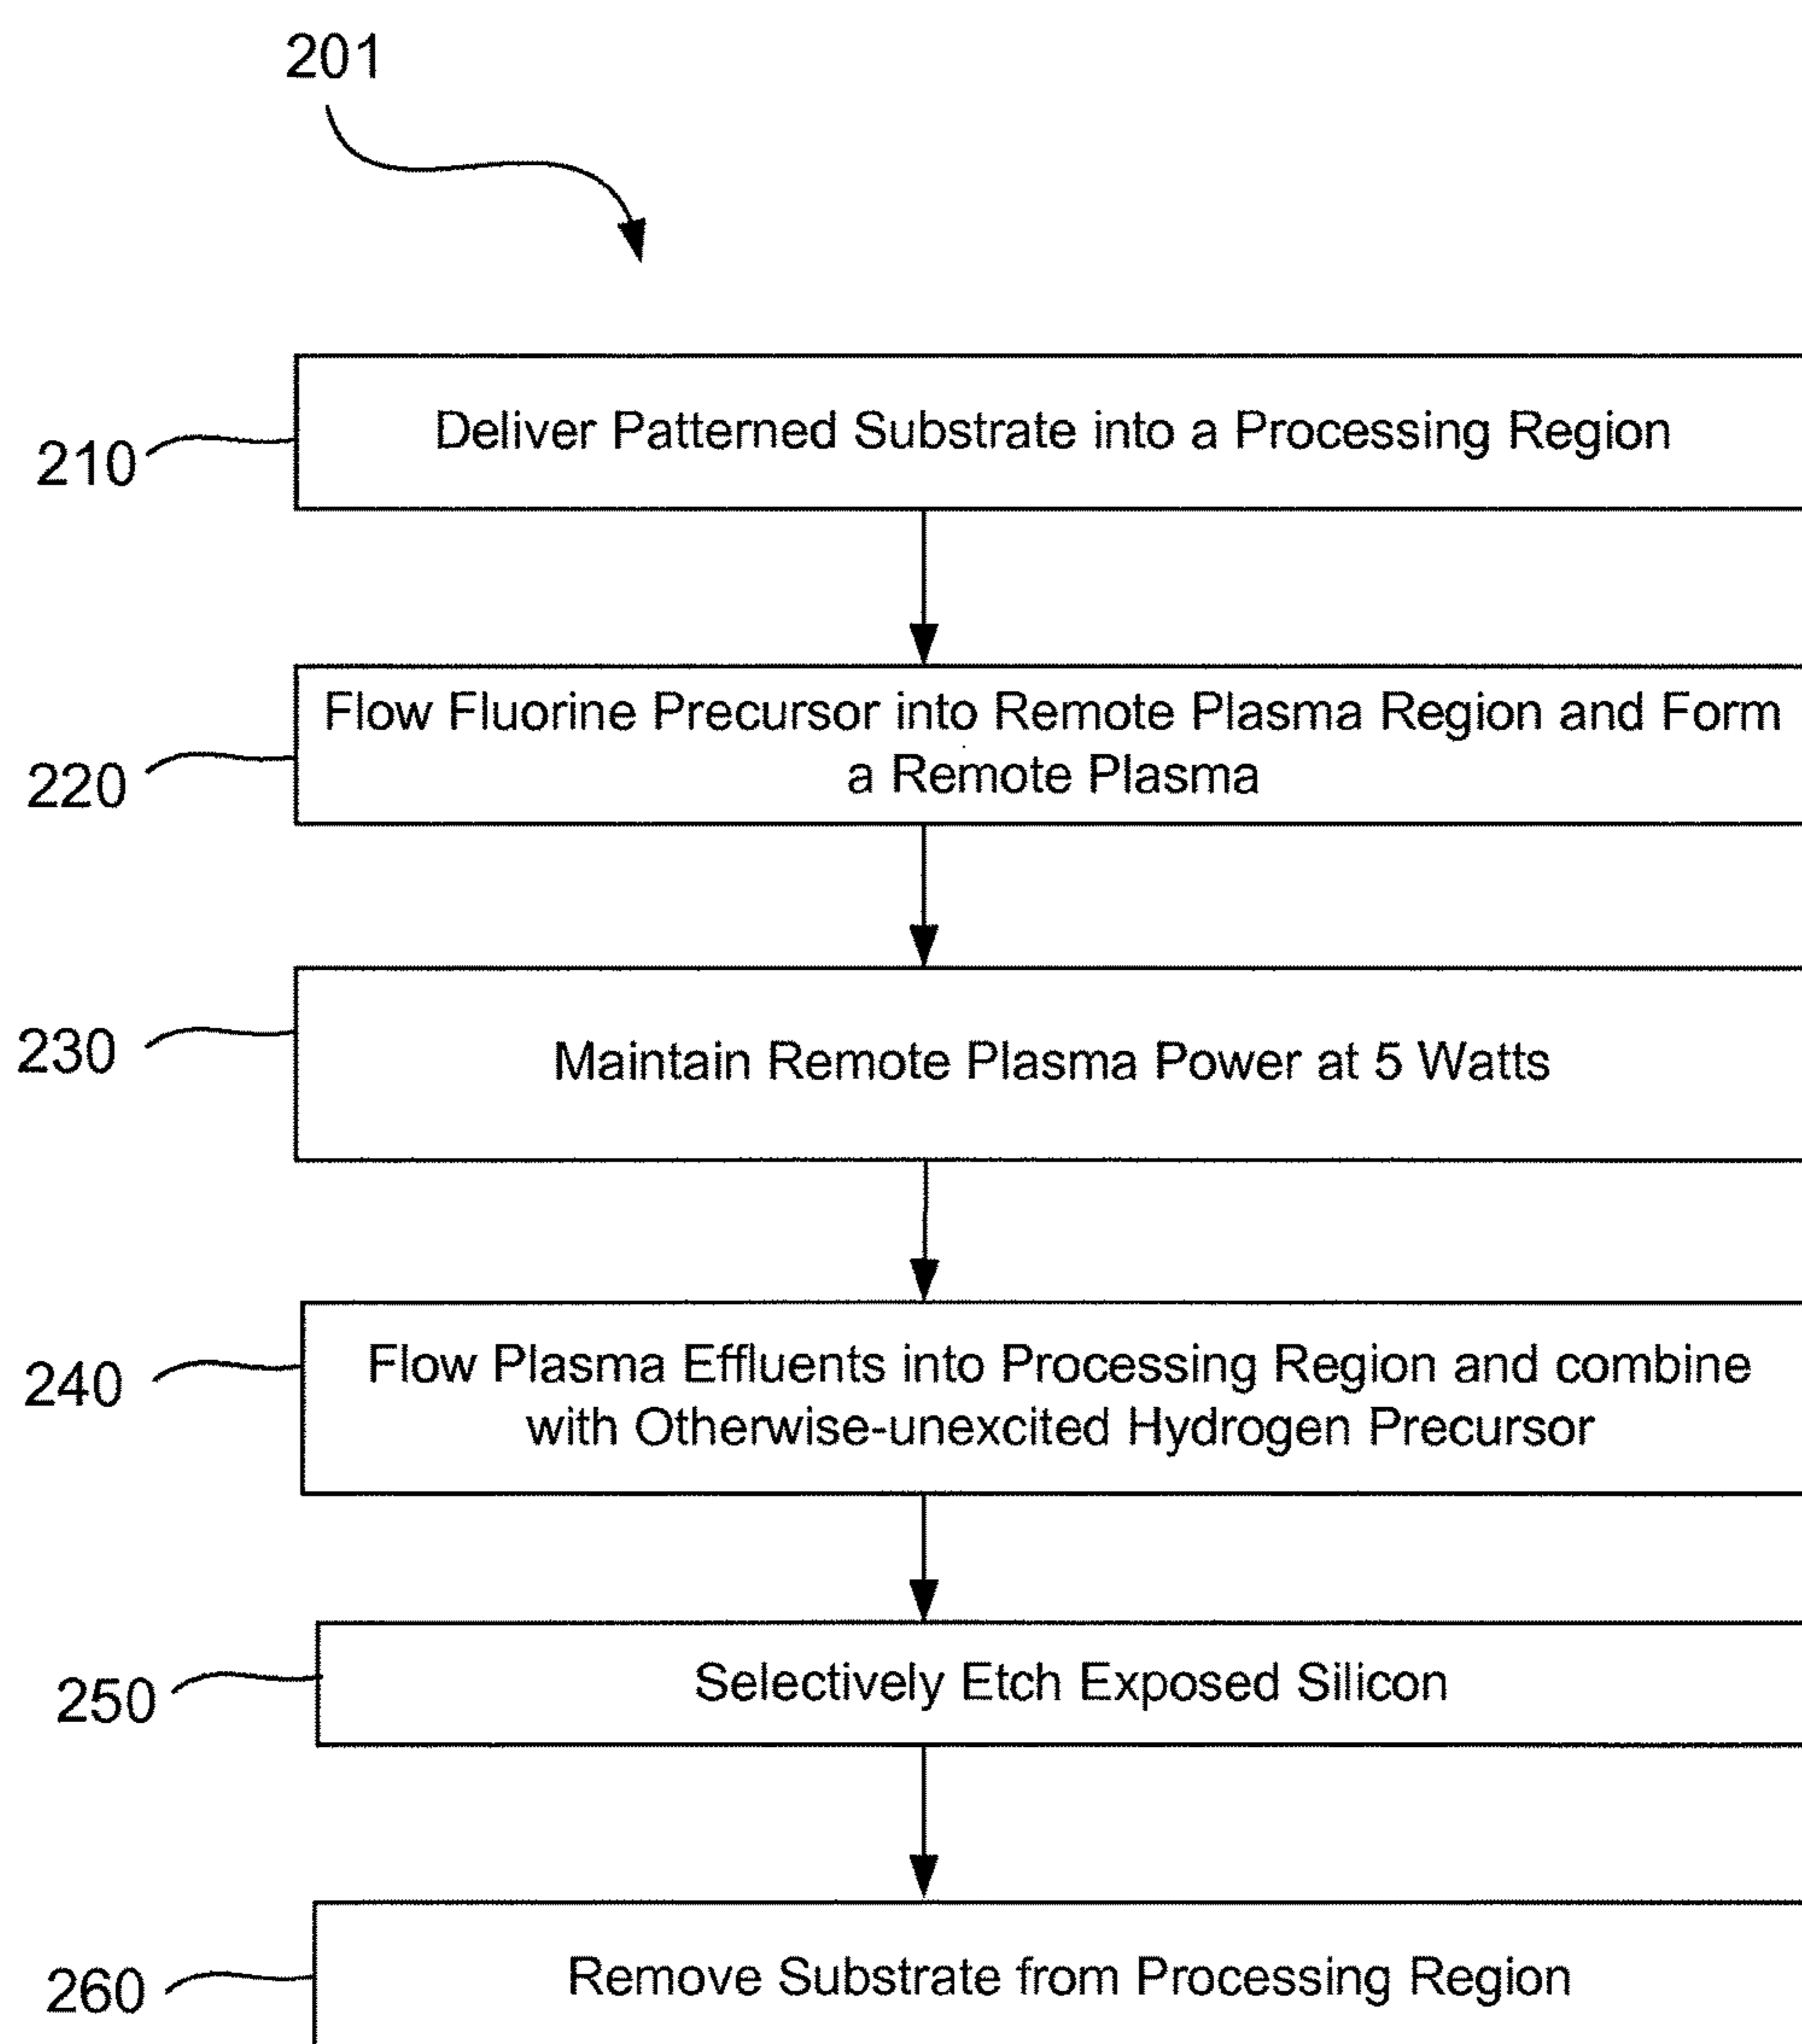 201
210
Deliver Patterned Substrate into a Processing Region
220
Flow Fluorine Precursor into Remote Plasma Region and Form
a Remote Plasma
230
Maintain Remote Plasma Power at 5 Watts
240
Flow Plasma Effluents into Processing Region and combine
with Otherwise-unexcited Hydrogen Precursor
250
Selectively Etch Exposed Silicon
260
Remove Substrate from Processing Region